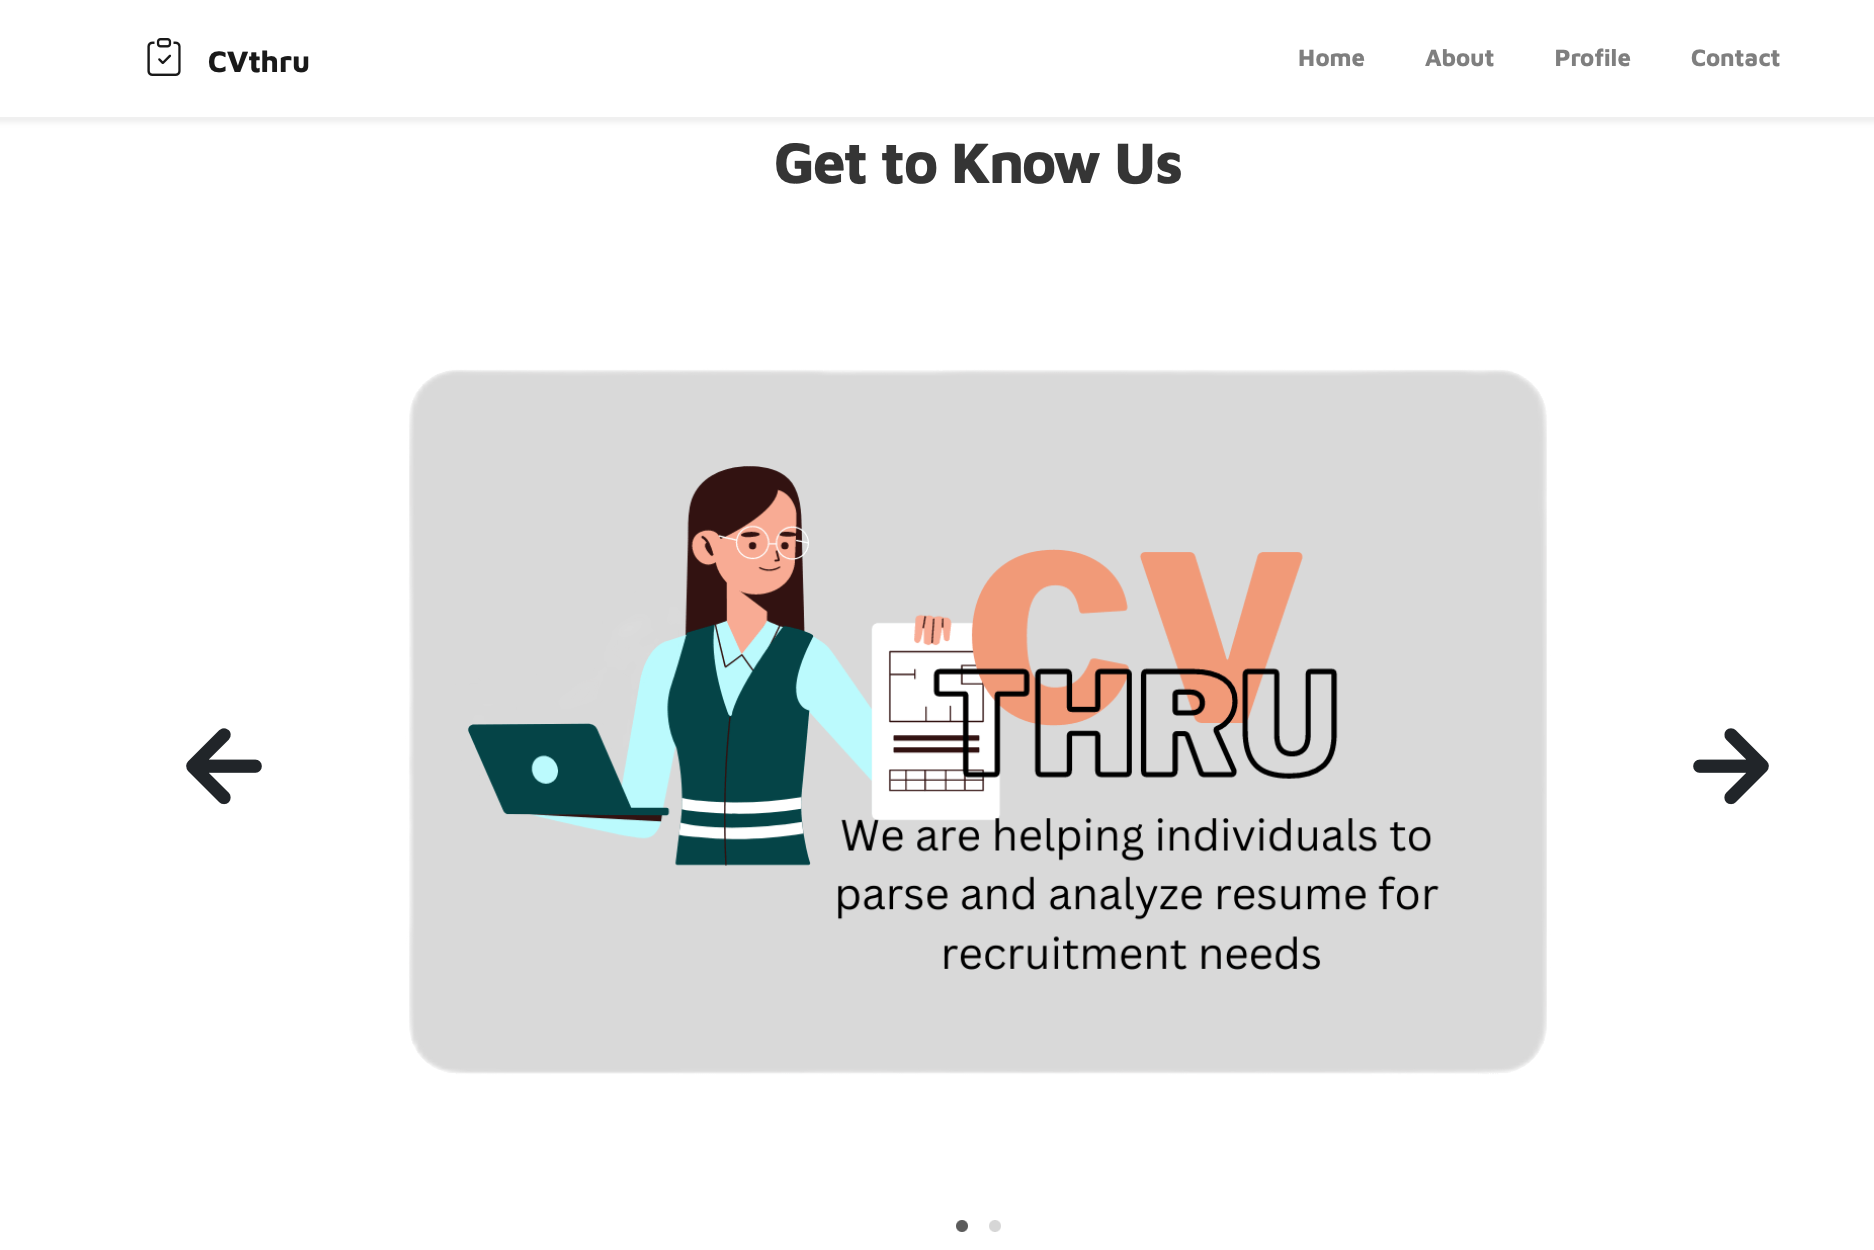 CVthru
Home
About
Profile
Contact
Get to Know Us
cv
THRU
We are helping individuals to
parse and analyze resume for
recruitment needs